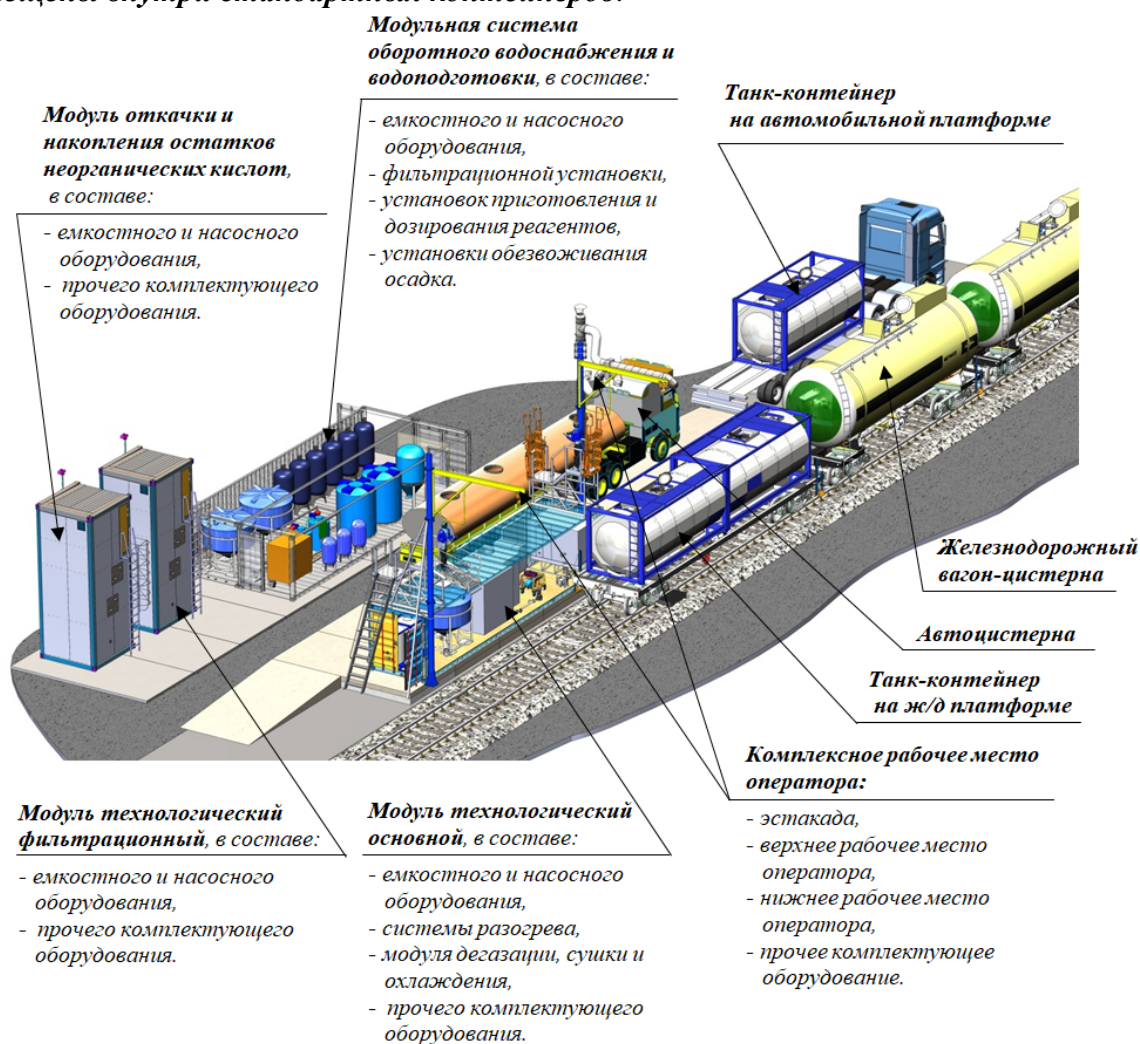 внутри стандартных контейнеров.
Модульная система
оборотного водоснабжения и
водоподготовки, в составе:
- емкостного и насосного
оборудования,
- фильтрационной установки,
- установок приготовления и
дозирования реагентов,
- установки обезвоживания
осадка.
Модуль откачки и
накопления остатков
неорганических кислот,
в составе:
- емкостного и насосного
оборудования,
- прочего комплектующего
оборудования.
Танк-контейнер
на автомобильной платформе
Железнодорожный
вагон-цистерна
Автоцистерна
Танк-контейнер
на ж/д платформе
Комплексное рабочее место
оператора:
- эстакада,
- верхнее рабочее место
оператора,
- нижнее рабочее место
оператора,
- прочее комплектующее
оборудование.
Модуль технологический
фильтрационный, в составе:
- емкостного и насосного
оборудования,
- прочего комплектующего
оборудования.
Модуль технологический
основной, в составе:
- емкостного и насосного
оборудования,
- системы разогрева,
- модуля дегазации, сушки и
охлаждения,
- прочего комплектующего
оборудования.